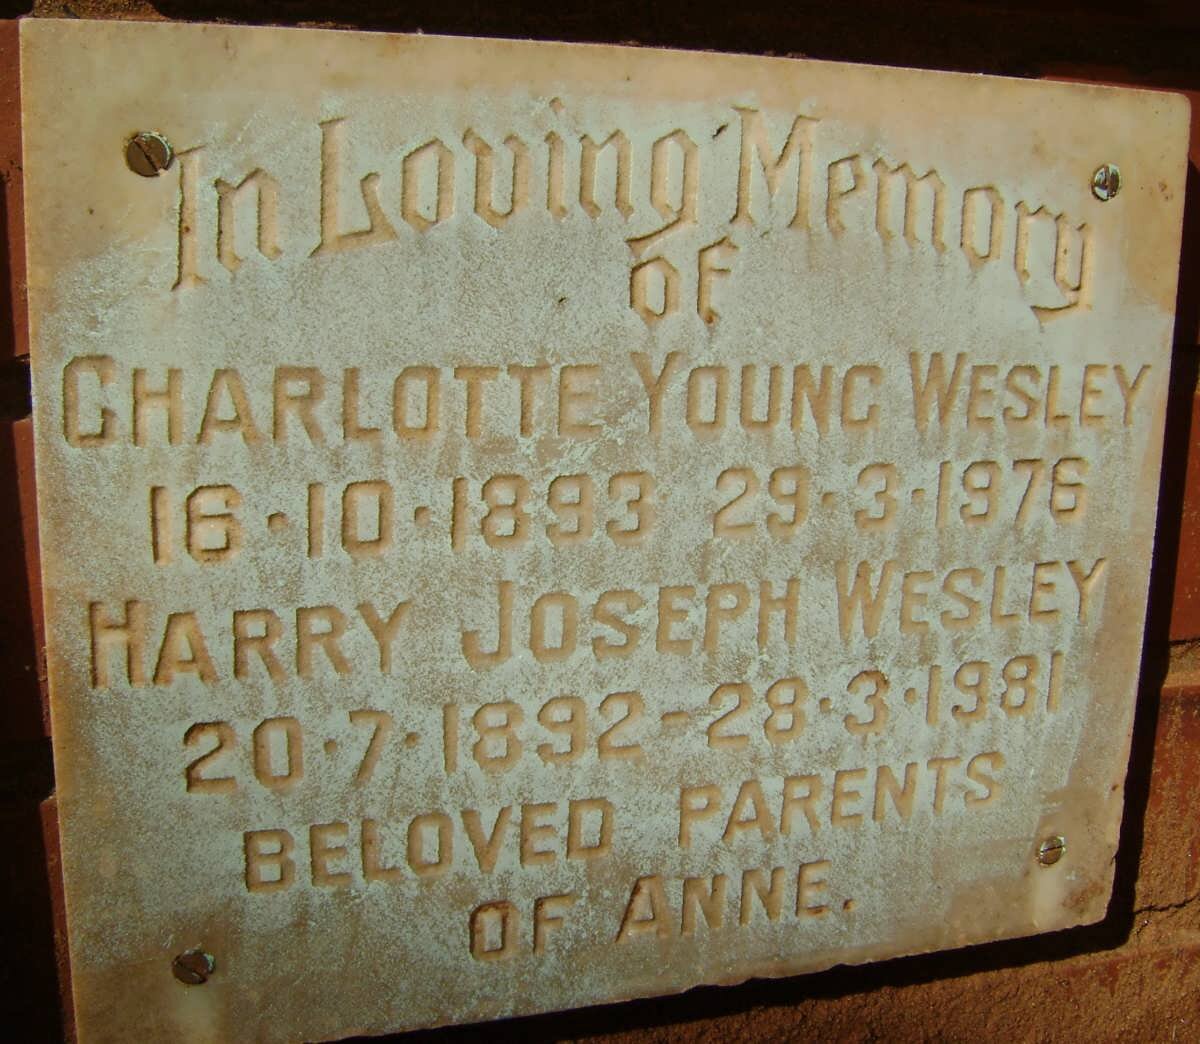 In Loving Memory
of
CHARLOTTE YOUNG WESLEY
16·10·1893 29·3·1976
HARRY JOSEPH WESLEY
20·7·1892-28·3·1981
BELOVED PARENTS
OF ANNE.